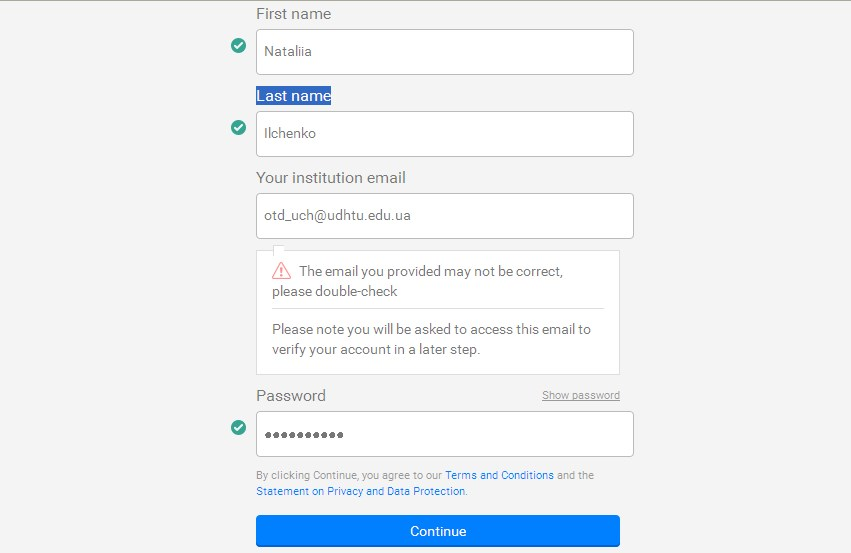 First name
Nataliia
Last name
Ilchenko
Your institution email
otd_uch@udhtu.edu.ua
The email you provided may not be correct,
please double-check
Please note you will be asked to access this email to
verify your account in a later step.
Password Show password
••••••••••
By clicking Continue, you agree to our Terms and Conditions and the
Statement on Privacy and Data Protection.
Continue